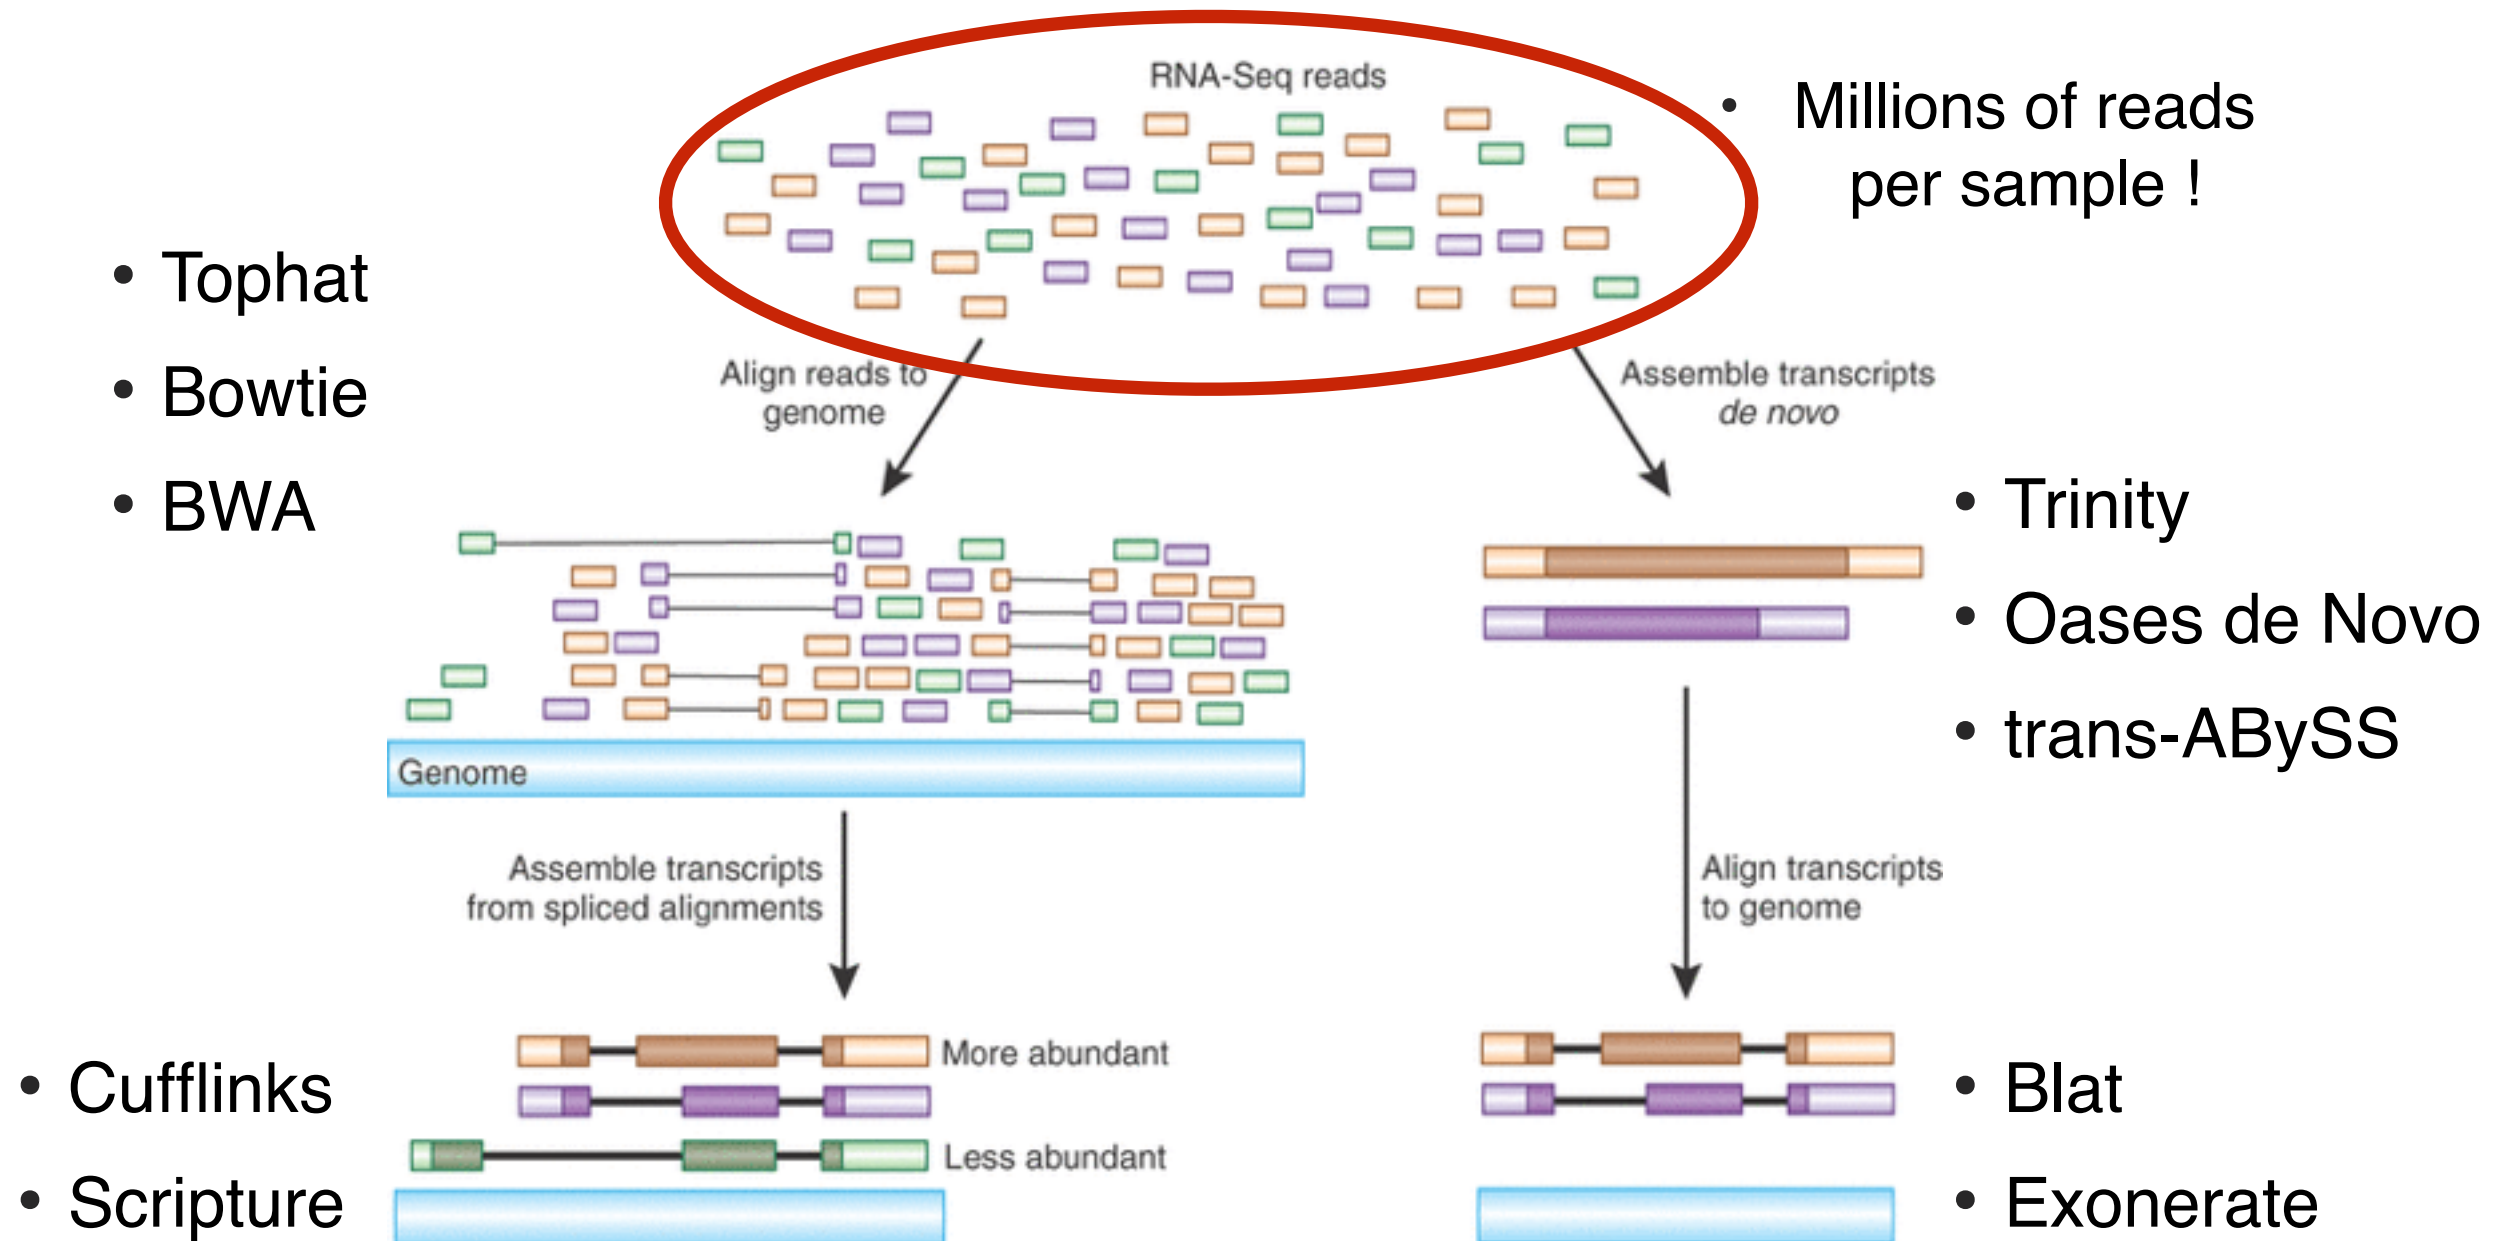 RNA-Seq reads
• Millions of reads
per sample !
• Tophat
• Bowtie
• BWA
Align reads to
genome
Assemble transcripts
de novo
• Trinity
• Oases de Novo
• trans-ABySS
Genome
Assemble transcripts
from spliced alignments
Align transcripts
to genome
• Cufflinks
• Scripture
More abundant
Less abundant
• Blat
• Exonerate